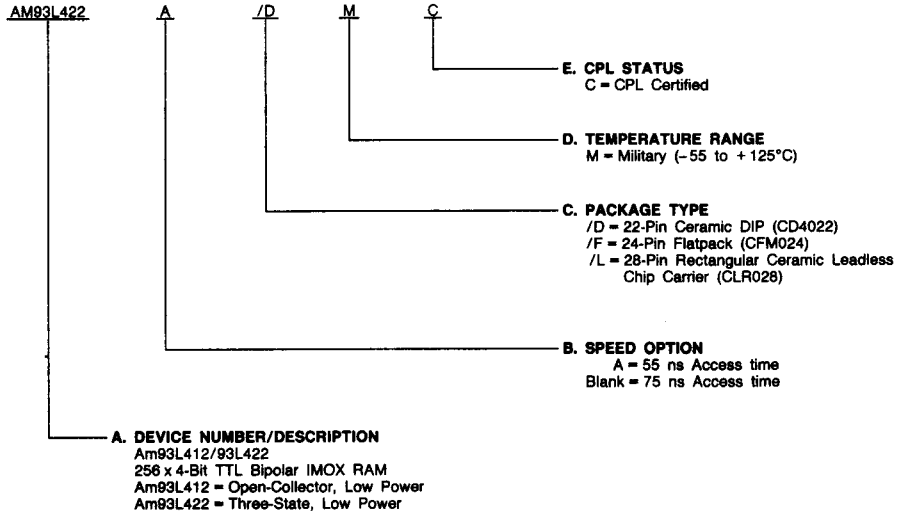 AM93L422 A /D M C
E. CPL STATUS
C = CPL Certified
D. TEMPERATURE RANGE
M = Military (-55 to +125°C)
C. PACKAGE TYPE
/D = 22-Pin Ceramic DIP (CD4022)
/F = 24-Pin Flatpack (CFM024)
/L = 28-Pin Rectangular Ceramic Leadless
Chip Carrier (CLR028)
B. SPEED OPTION
A = 55 ns Access time
Blank = 75 ns Access time
A. DEVICE NUMBER/DESCRIPTION
Am93L412/93L422
256 x 4-Bit TTL Bipolar IMOX RAM
Am93L412 = Open-Collector, Low Power
Am93L422 = Three-State, Low Power